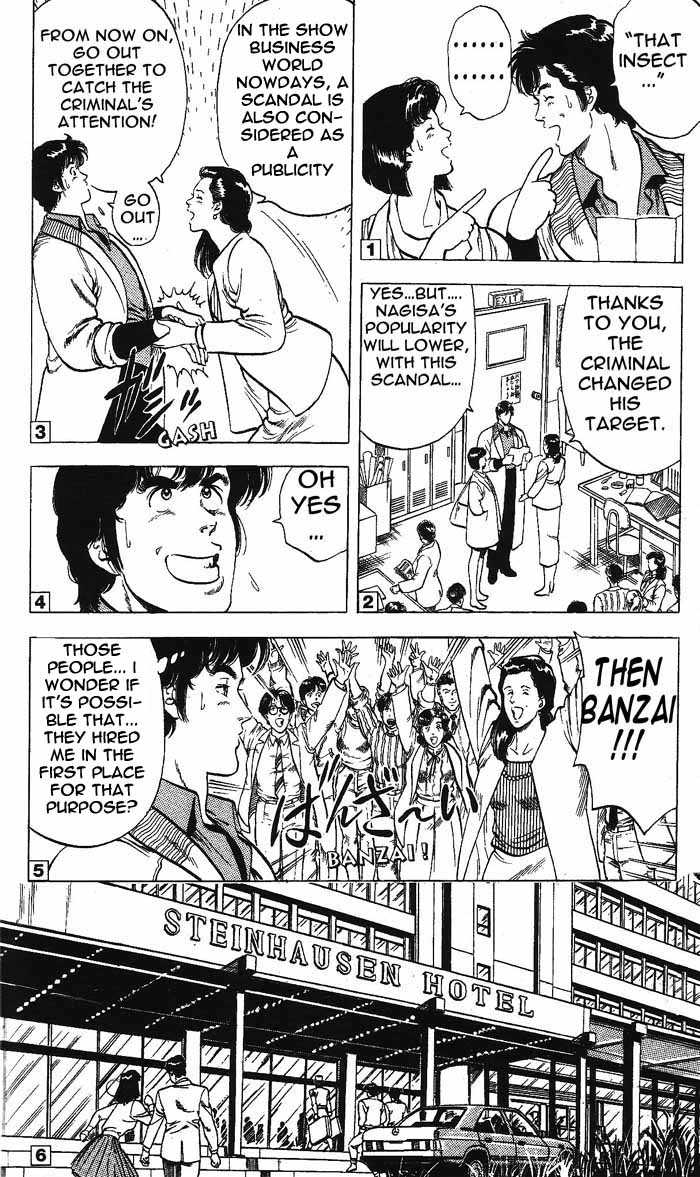 "THAT
INSECT
..."
......
......
1
EXIT
THANKS
TO YOU,
THE
CRIMINAL
CHANGED
HIS
TARGET.
YES...BUT....
NAGISA'S
POPULARITY
WILL LOWER,
WITH THIS
SCANDAL...
2
IN THE SHOW
BUSINESS
WORLD
NOWDAYS, A
SCANDAL IS
ALSO CON-
SIDERED AS
A
PUBLICITY
FROM NOW ON,
GO OUT
TOGETHER TO
CATCH THE
CRIMINAL'S
ATTENTION!
GO
OUT
...
GASH
3
OH
YES
...
4
THEN
BANZAI
!!!
ばんざ〜い
BANZAI!
THOSE
PEOPLE... I
WONDER IF
IT'S POSSI-
BLE THAT...
THEY HIRED
ME IN THE
FIRST PLACE
FOR THAT
PURPOSE?
5
STEINHAUSEN HOTEL
6